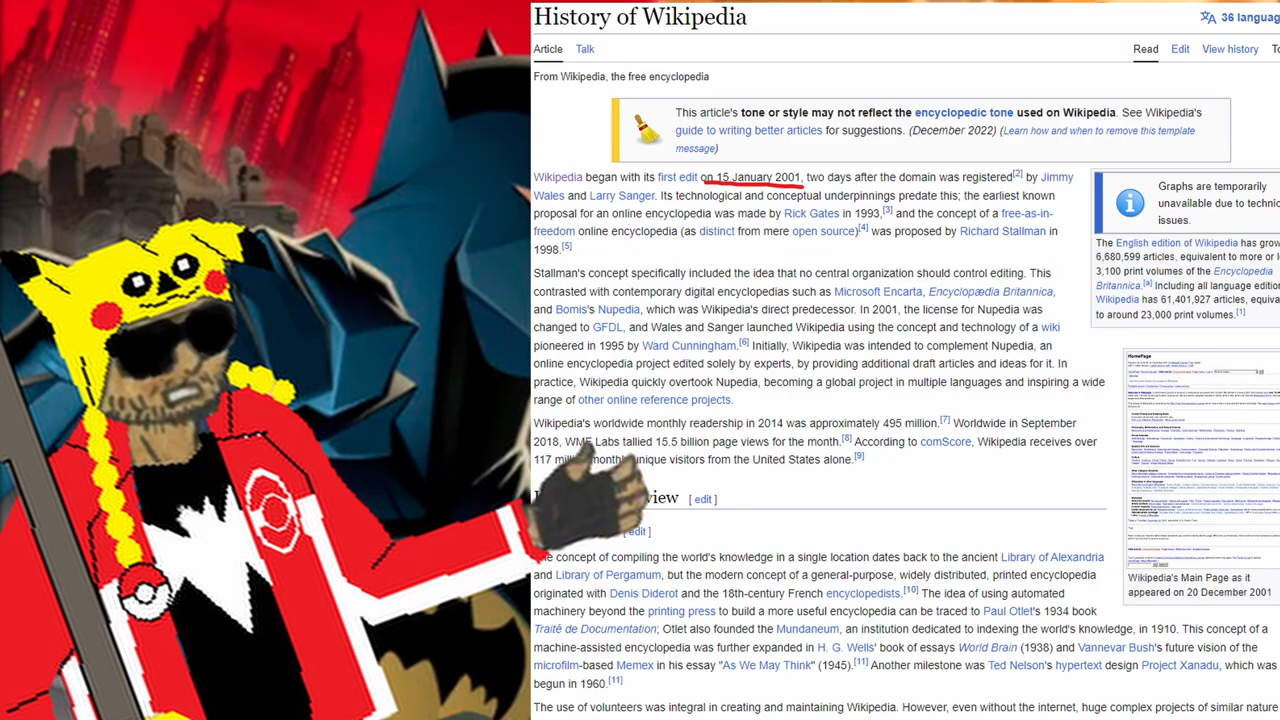 History of Wikipedia
36 languag
Article Talk
Read Edit View history To
From Wikipedia, the free encyclopedia
This article's tone or style may not reflect the encyclopedic tone used on Wikipedia. See Wikipedia's
guide to writing better articles for suggestions. (December 2022) (Learn how and when to remove this template
message)
Wikipedia began with its first edit on 15 January 2001, two days after the domain was registered[2] by Jimmy
Wales and Larry Sanger. Its technological and conceptual underpinnings predate this; the earliest known
proposal for an online encyclopedia was made by Rick Gates in 1993,[3] and the concept of a free-as-in-
freedom online encyclopedia (as distinct from mere open source)[4] was proposed by Richard Stallman in
1998.[5]
Stallman's concept specifically included the idea that no central organisation should control editing. This
contrasted with contemporary digital encyclopedias such as Microsoft Encarta, Encyclopædia Britannica,
and Bomis's Nupedia, which was Wikipedia's direct predecessor. In 2001, the license for Nupedia was
changed to GFDL, and Wales and Sanger launched Wikipedia using the concept and technology of a wiki
pioneered in 1995 by Ward Cunningham.[6] Initially, Wikipedia was intended to complement Nupedia, an
online encyclopedia project edited solely by experts, by providing additional draft articles and ideas for it. In
Wikipedia quickly overtook Nupedia, becoming a global project in multiple languages and inspiring a wide
other online reference projects.
Wikipedia's worldwide monthly readership in 2014 was approximately 495 million.[7] Worldwide in Septe
2018, 15.5 billion the month.[8] comScore, Wikipedia receives over
117 from the United States alone.[9]
view [ edit ]
edit ]
concept of the world's knowledge in a single location dates back to the ancient Library of Alexandria
and Library of Pergamum, but the modern concept of a general-purpose, widely distributed, printed encyclopedia
originated with Denis Diderot and the 18th-century French encyclopedists.[10] The idea of using automated
machinery beyond the printing press to build a more useful encyclopedia can be traced to Paul Otlet's 1934 book
Traité de Documentation; Otlet also founded the Mundaneum, an institution dedicated to indexing the world's knowledge, in 1910. This concept of a
machine-assisted encyclopedia was further expanded in H. G. Wells' book of essays World Brain (1938) and Vannevar Bush's future vision of the
microfilm-based Memex in his essay "As We May Think" (1945).[11] Another milestone was Ted Nelson's hypertext design Project Xanadu, which was
begun in 1960.[11]
The use of volunteers was integral in creating and maintaining Wikipedia. However, even without the internet, huge complex projects of similar nature
Graphs are temporarily
unavailable due to technic
issues.
The English edition of Wikipedia has grow
6,680,599 articles, equivalent to more or l
3,100 print volumes of the Encyclopedia
Britannica.[a] Including all language edition
Wikipedia has 61,401,927 articles, equiva
to around 23,000 print volumes.[1]
HomePage
Wikipedia's Main Page as it
appeared on 20 December 2001